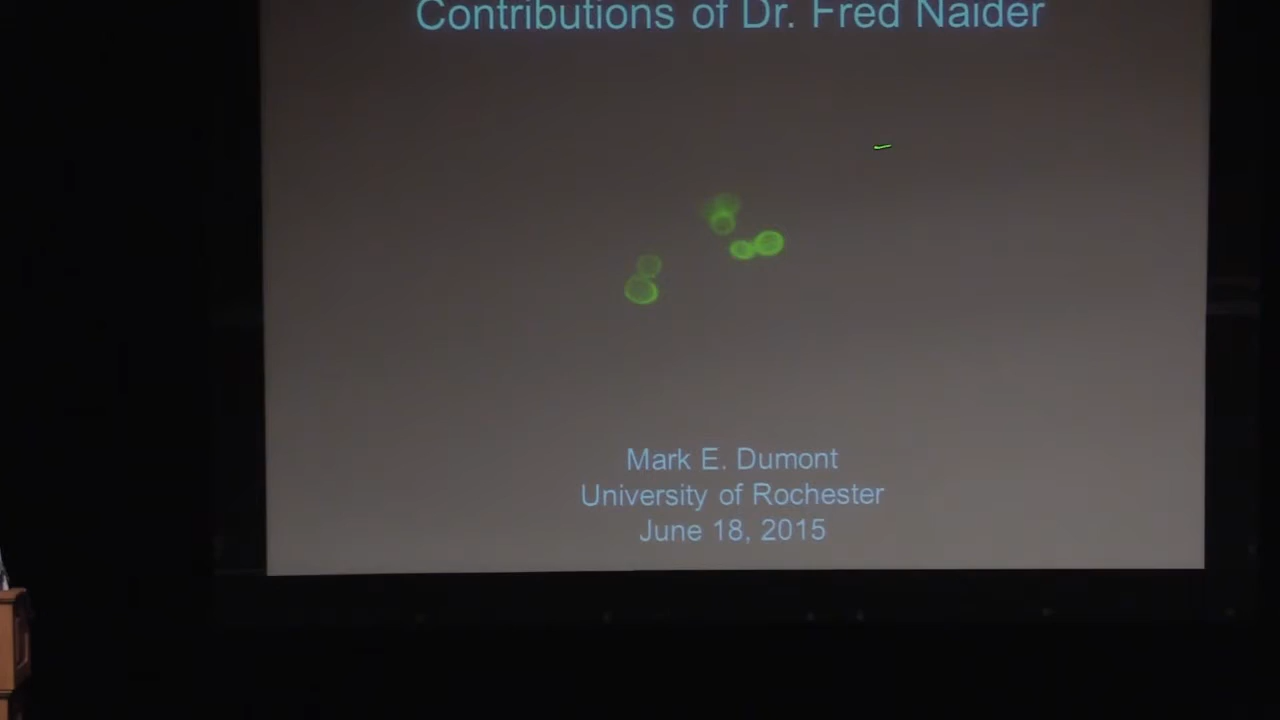 Contributions of Dr. Fred Naider
Mark E. Dumont
University of Rochester
June 18, 2015